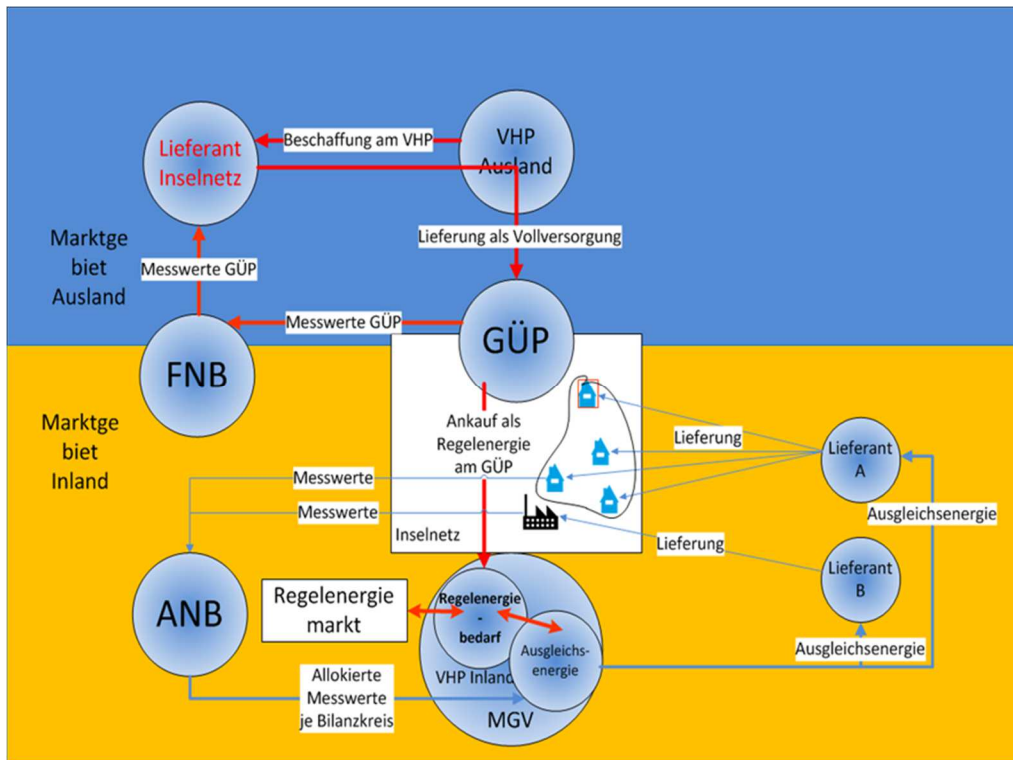 Beschaffung am VHP
VHP
Ausland
Lieferant
Inselnetz
Lieferung als Vollversorgung
Marktge
biet
Ausland
Messwerte GÜP
Messwerte GÜP
GÜP
FNB
Marktge
biet
Inland
Ankauf als
Regelenergie
am GÜP
Lieferung
Lieferant
A
Messwerte
Messwerte
Ausgleichsenergie
Inselnetz
Lieferung
Lieferant
B
ANB
Regelenergie
markt
Regelenergie
-
bedarf
Ausgleichs-
energie
VHP Inland
MGV
Ausgleichsenergie
Allokierte
Messwerte
je Bilanzkreis